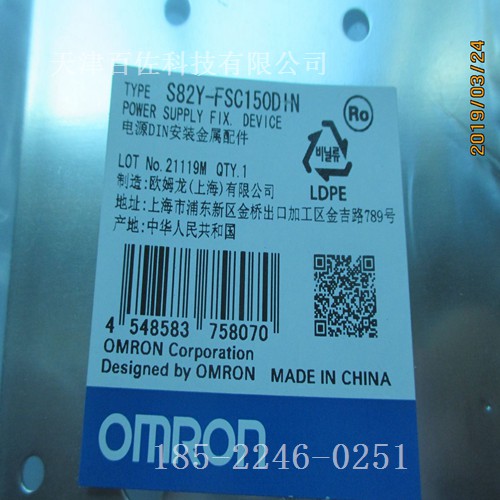 天津百佐科技有限公司
2019/03/24
TYPE S82Y-FSC150DIN
POWER SUPPLY FIX. DEVICE
电源DIN安装金属配件
Ro
비닐류
LDPE
LOT No.21119M QTY.1
制造:欧姆龙(上海)有限公司
地址:上海市浦东新区金桥出口加工区金吉路789号
产地:中华人民共和国
4 548583 758070
OMRON Corporation
Designed by OMRON MADE IN CHINA
OMRON
185-2246-0251